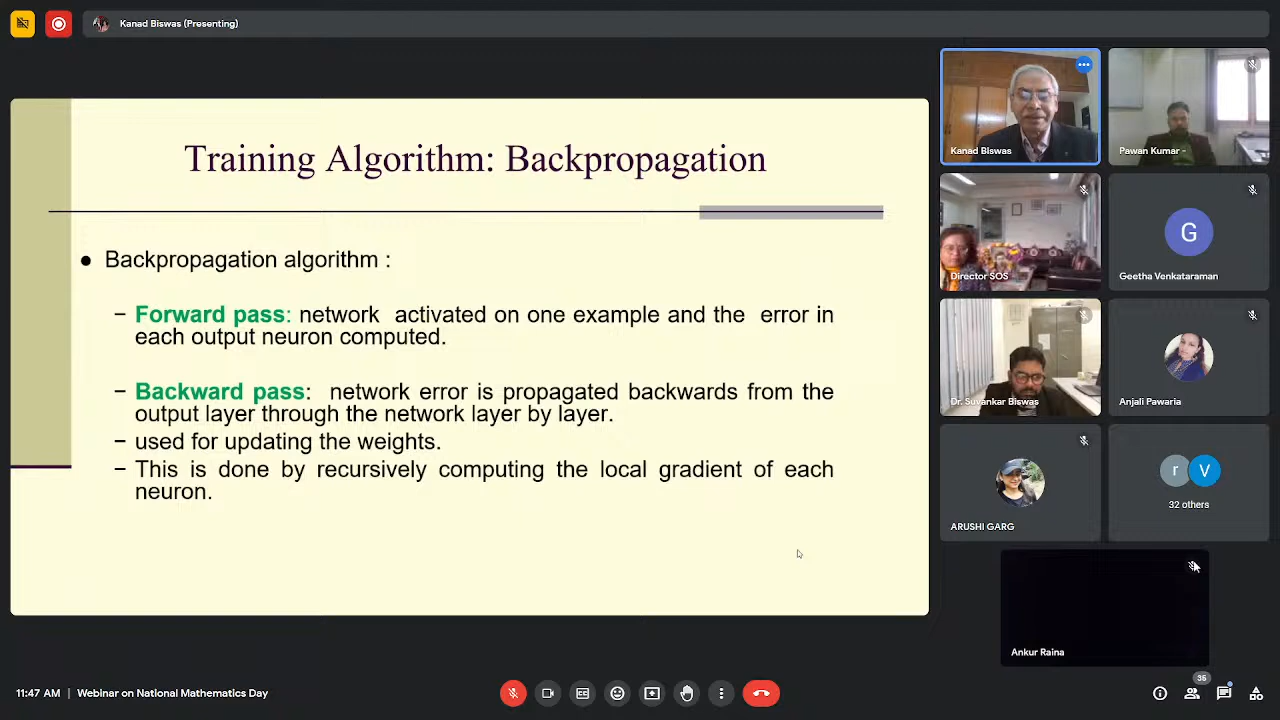 Kanad Biswas (Presenting)
Training Algorithm: Backpropagation
● Backpropagation algorithm :
− Forward pass: network activated on one example and the error in
each output neuron computed.
− Backward pass: network error is propagated backwards from the
output layer through the network layer by layer.
− used for updating the weights.
− This is done by recursively computing the local gradient of each
neuron.
Kanad Biswas
Pawan Kumar -
Director SOS
G
Geetha Venkataraman
Dr. Suvankar Biswas
Anjali Pawaria
ARUSHI GARG
r V
32 others
Ankur Raina
11:47 AM | Webinar on National Mathematics Day
36